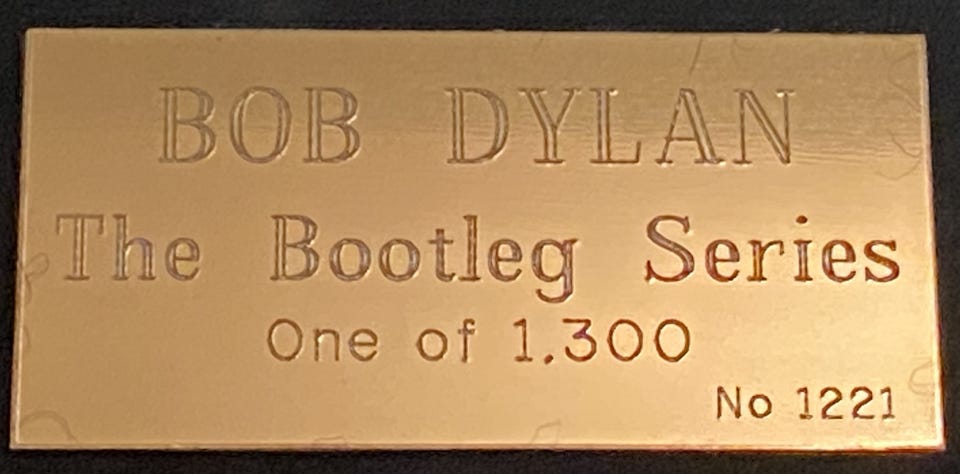 BOB DYLAN
The Bootleg Series
One of 1.300
No 1221